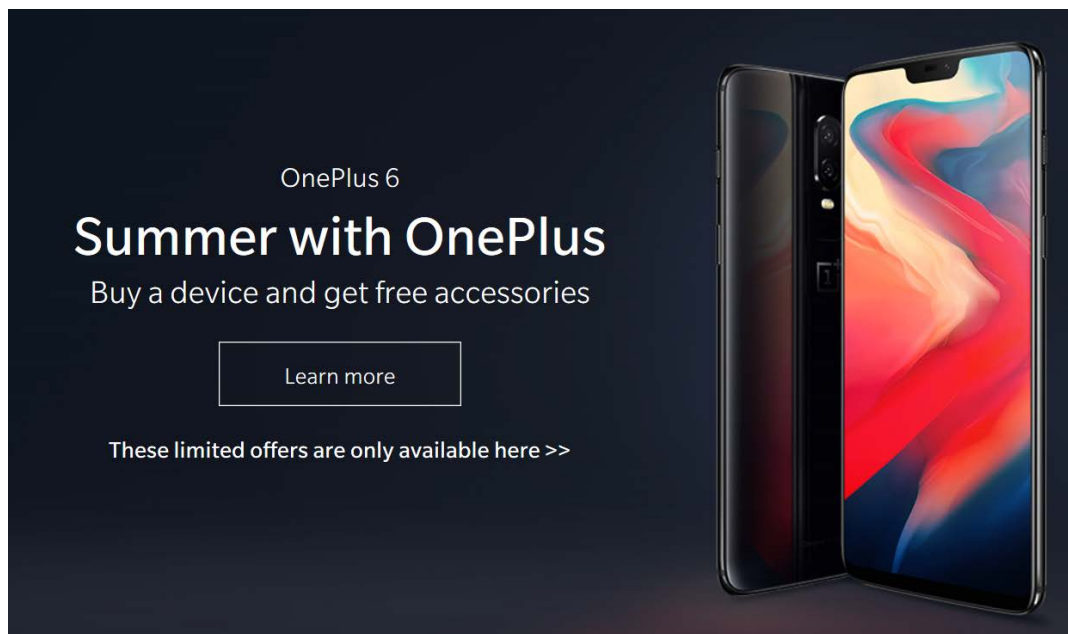 OnePlus 6
Summer with OnePlus
Buy a device and get free accessories
Learn more
These limited offers are only available here >>